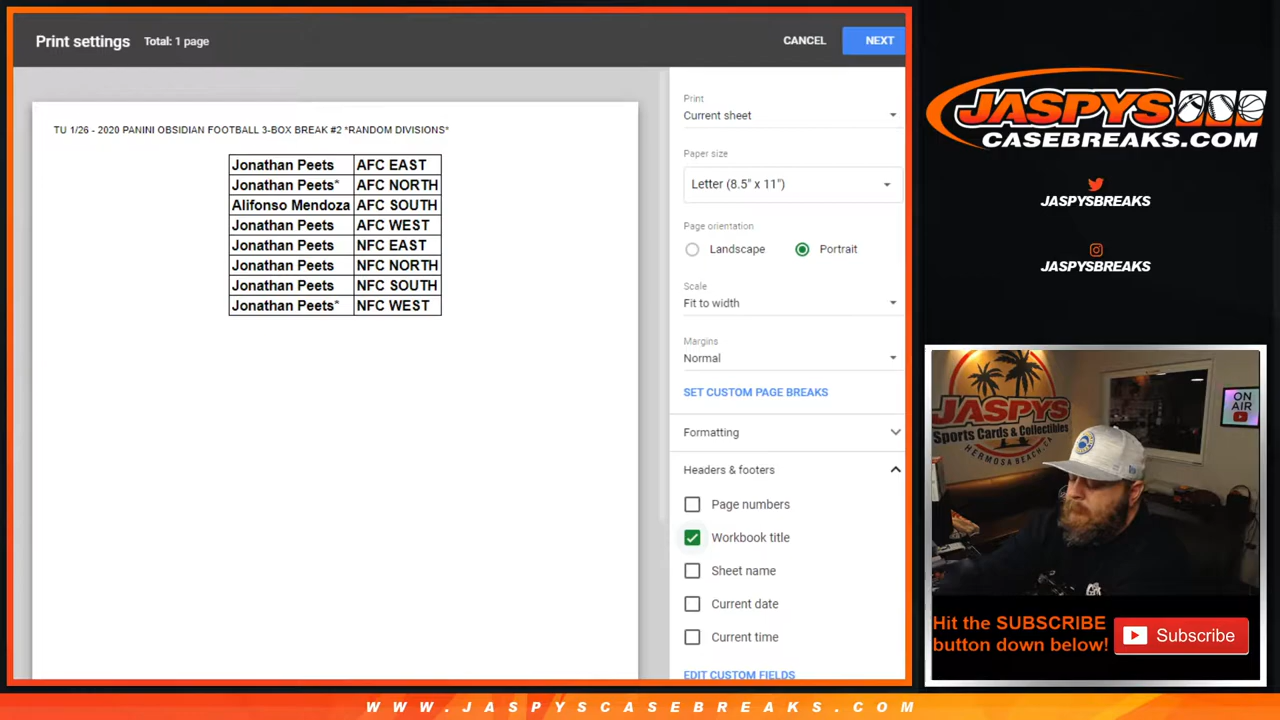 Print settings
Total: 1 page
CANCEL
NEXT
TU 1/26 - 2020 PANINI OBSIDIAN FOOTBALL 3-BOX BREAK #2 *RANDOM DIVISIONS*
Jonathan Peets AFC EAST
Jonathan Peets* AFC NORTH
Alifonso Mendoza AFC SOUTH
Jonathan Peets AFC WEST
Jonathan Peets NFC EAST
Jonathan Peets NFC NORTH
Jonathan Peets NFC SOUTH
Jonathan Peets* NFC WEST
Print
Current sheet
Paper size
Letter (8.5" x 11")
Page orientation
Landscape
Portrait
Scale
Fit to width
Margins
Normal
SET CUSTOM PAGE BREAKS
Formatting
Headers & footers
Page numbers
Workbook title
Sheet name
Current date
Current time
EDIT CUSTOM FIELDS
JASPYS
CASEBREAKS.COM
JASPYSBREAKS
JASPYSBREAKS
JASPYS
Sports Cards & Collectibles
HERMOSA BEACH, CA
ON
AIR
Hit the SUBSCRIBE
button down below!
Subscribe
WWW.JASPYSCASEBREAKS.COM